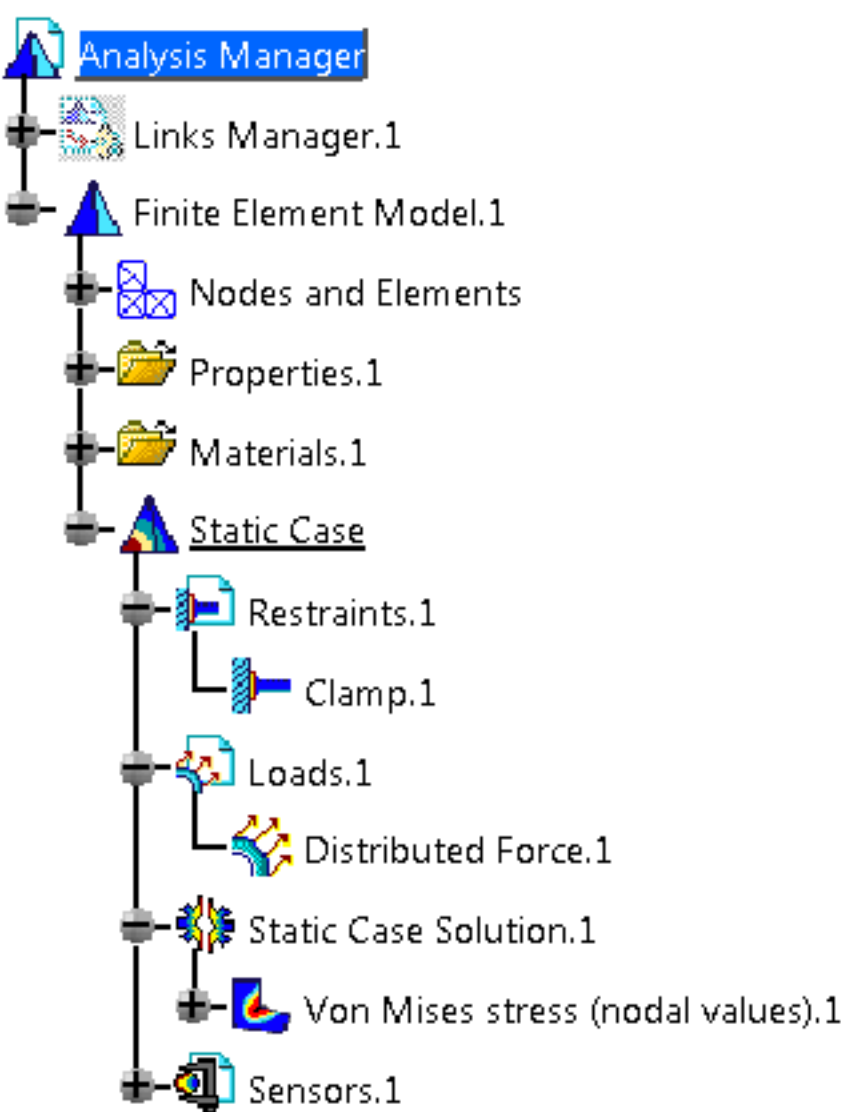 Analysis Manager
Links Manager.1
Finite Element Model.1
Nodes and Elements
Properties.1
Materials.1
Static Case
Restraints.1
Clamp.1
Loads.1
Distributed Force.1
Static Case Solution.1
Von Mises stress (nodal values).1
Sensors.1